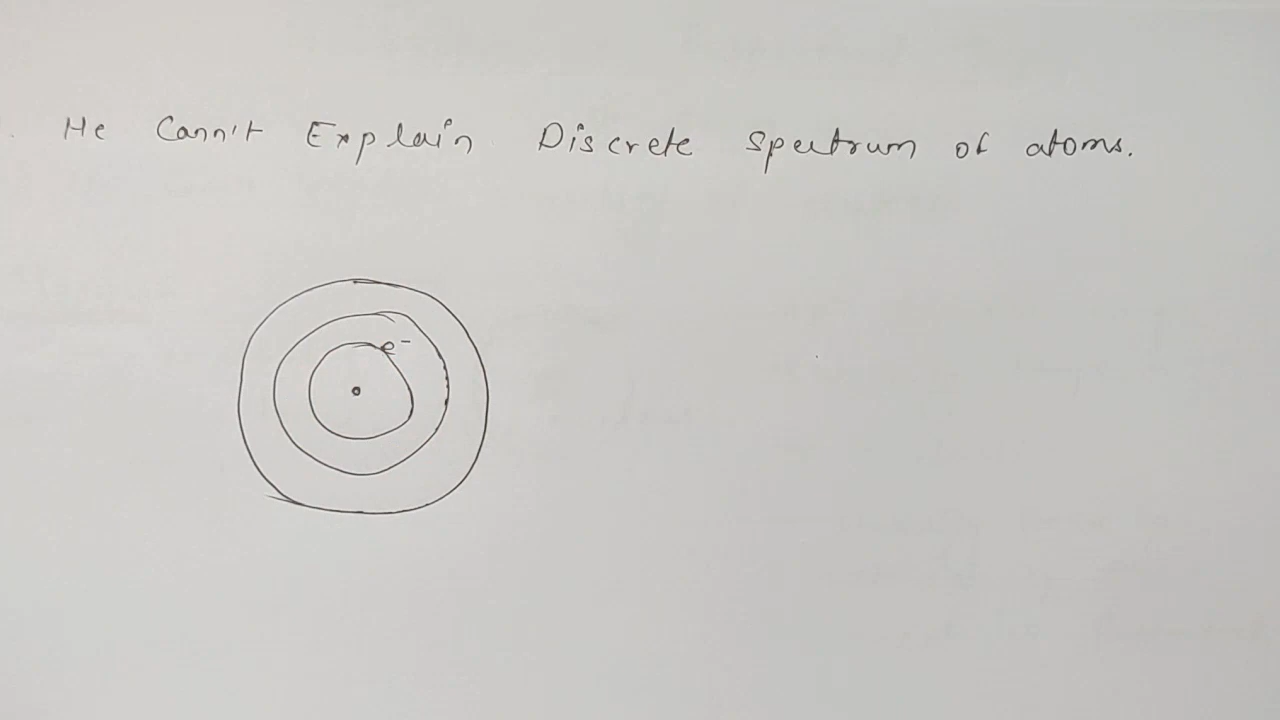 He Cann't Explain Discrete Spectrum of atoms.
e⁻